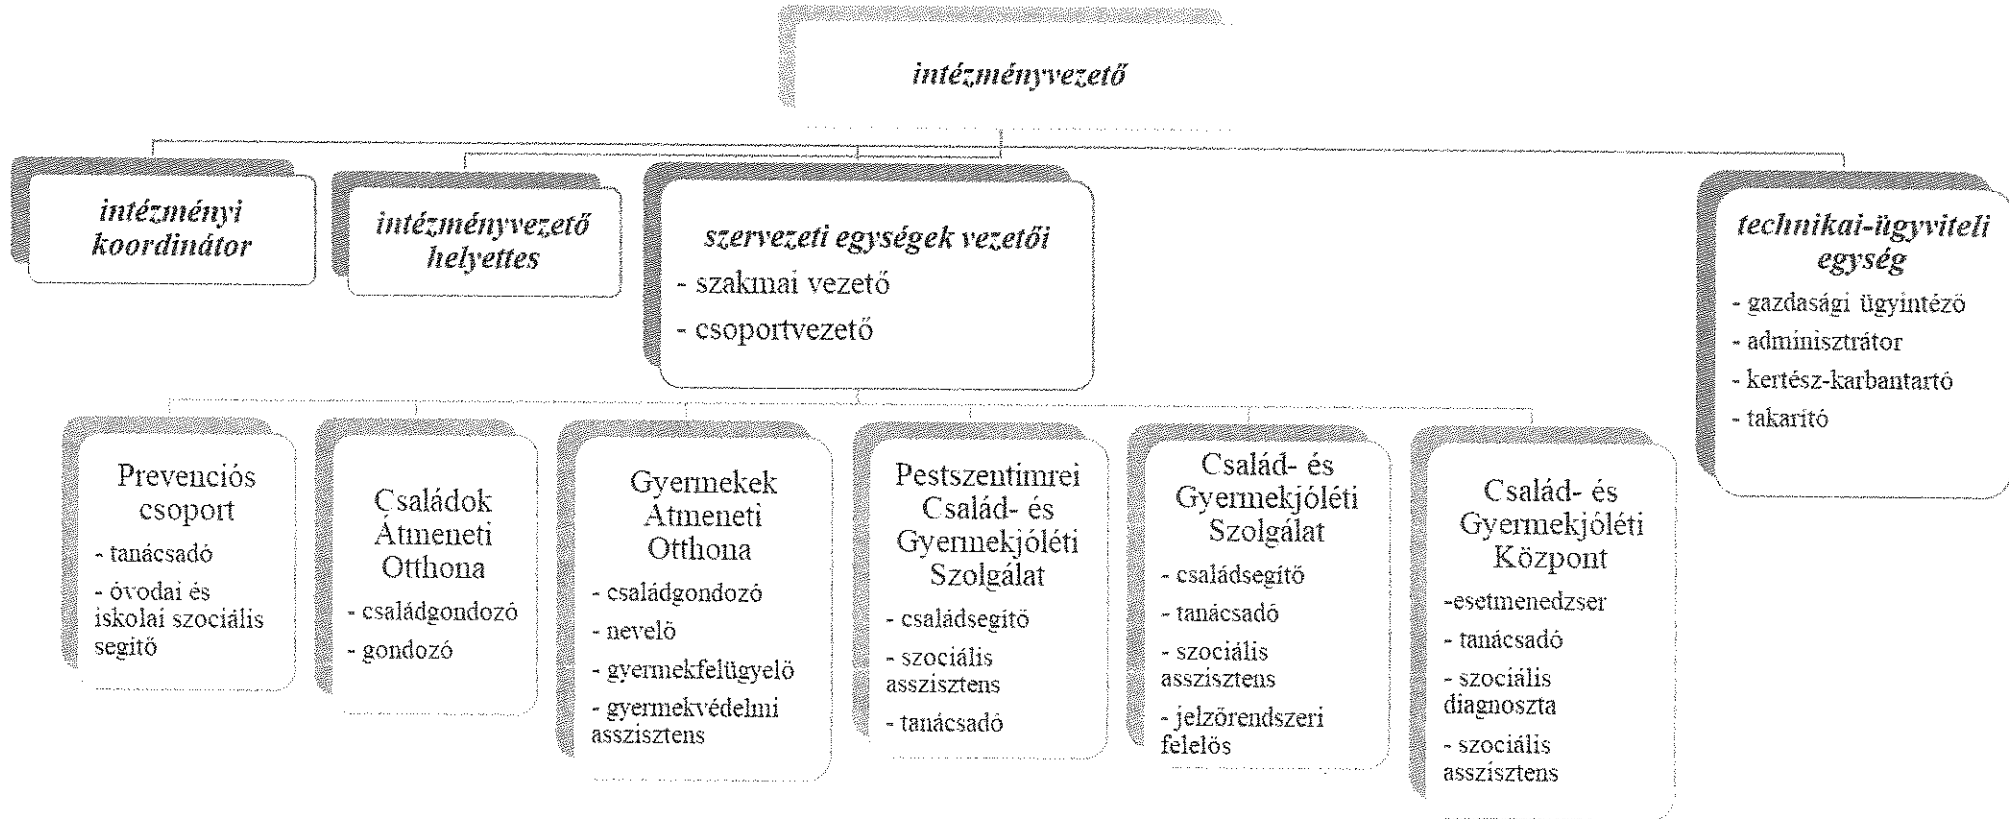 intézményvezető
intézményi
koordinátor
intézményvezető
helyettes
szervezeti egységek vezetői
- szakmai vezető
- csoportvezető
technikai-ügyviteli
egység
- gazdasági ügyintéző
- adminisztrátor
- kertész-karbantartó
- takarító
Prevenciós
csoport
- tanácsadó
- óvodai és
iskolai szociális
segítő
Családok
Átmeneti
Otthona
- családgondozó
- gondozó
Gyermekek
Átmeneti
Otthona
- családgondozó
- nevelő
- gyermekfelügyelő
- gyermekvédelmi
asszisztens
Pestszentimrei
Család- és
Gyermekjóléti
Szolgálat
- családsegítő
- szociális
asszisztens
- tanácsadó
Család- és
Gyermekjóléti
Szolgálat
- családsegítő
- tanácsadó
- szociális
asszisztens
- jelzőrendszeri
felelős
Család- és
Gyermekjóléti
Központ
-esetmenedzser
- tanácsadó
- szociális
diagnoszta
- szociális
asszisztens